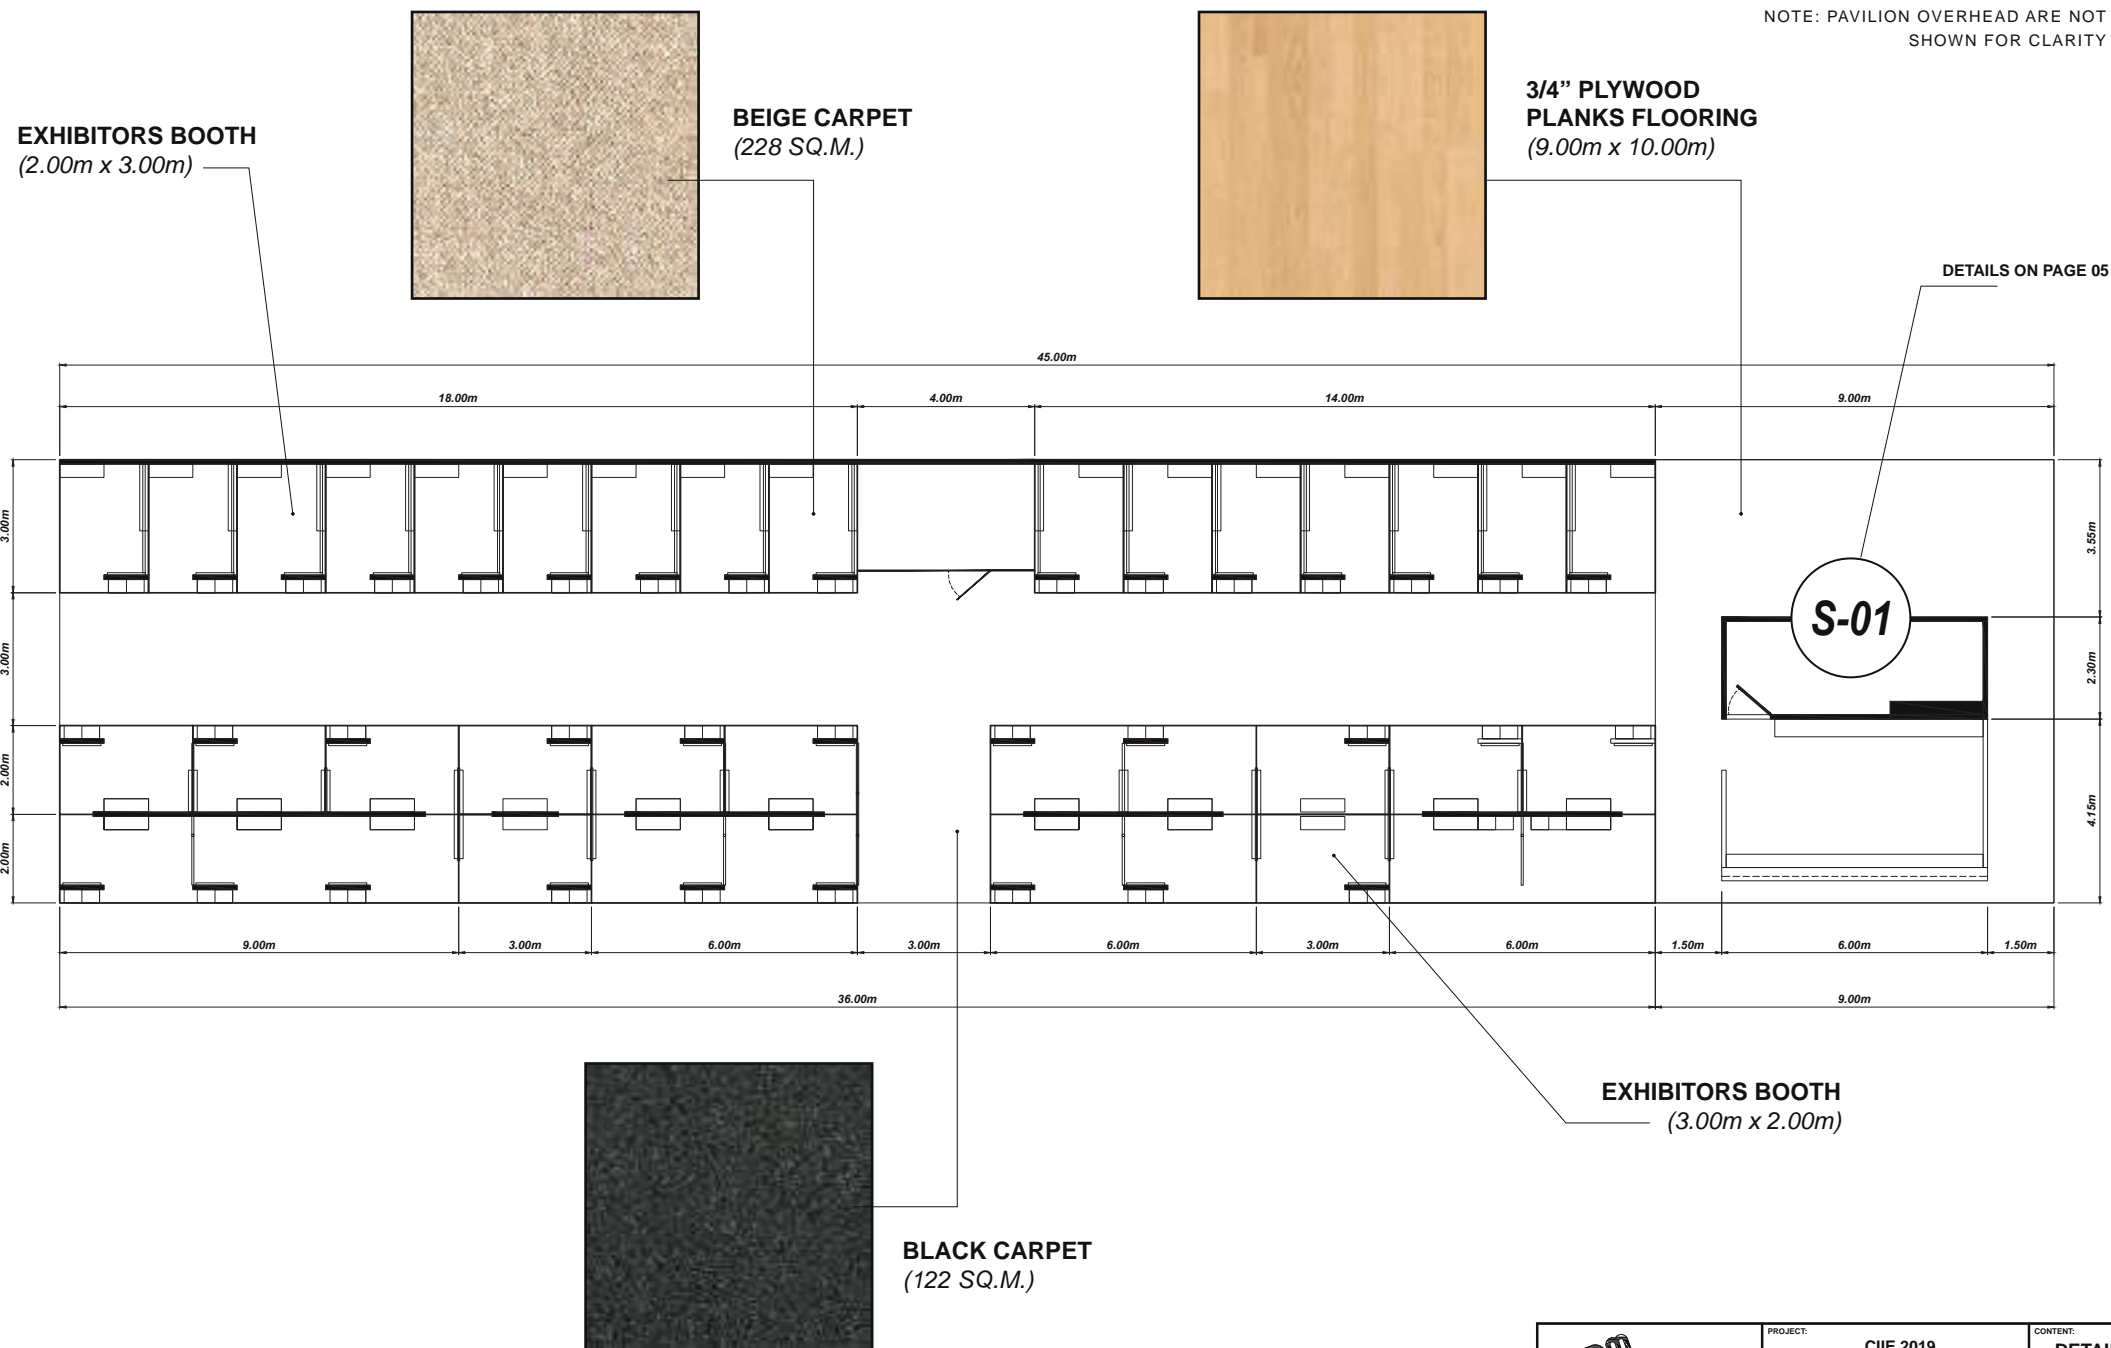 NOTE: PAVILION OVERHEAD ARE NOT
SHOWN FOR CLARITY
3/4” PLYWOOD
PLANKS FLOORING
(9.00m x 10.00m)
BEIGE CARPET
(228 SQ.M.)
EXHIBITORS BOOTH
(2.00m x 3.00m)
DETAILS ON PAGE 05
45.00m
18.00m
4.00m
14.00m
9.00m
3.00m
3.00m
2.00m
2.00m
3.55m
2.30m
4.15m
S-01
9.00m
3.00m
6.00m
3.00m
6.00m
3.00m
6.00m
1.50m
6.00m
1.50m
36.00m
9.00m
EXHIBITORS BOOTH
(3.00m x 2.00m)
BLACK CARPET
(122 SQ.M.)
PROJECT:
CIIE 2019
CONTENT: